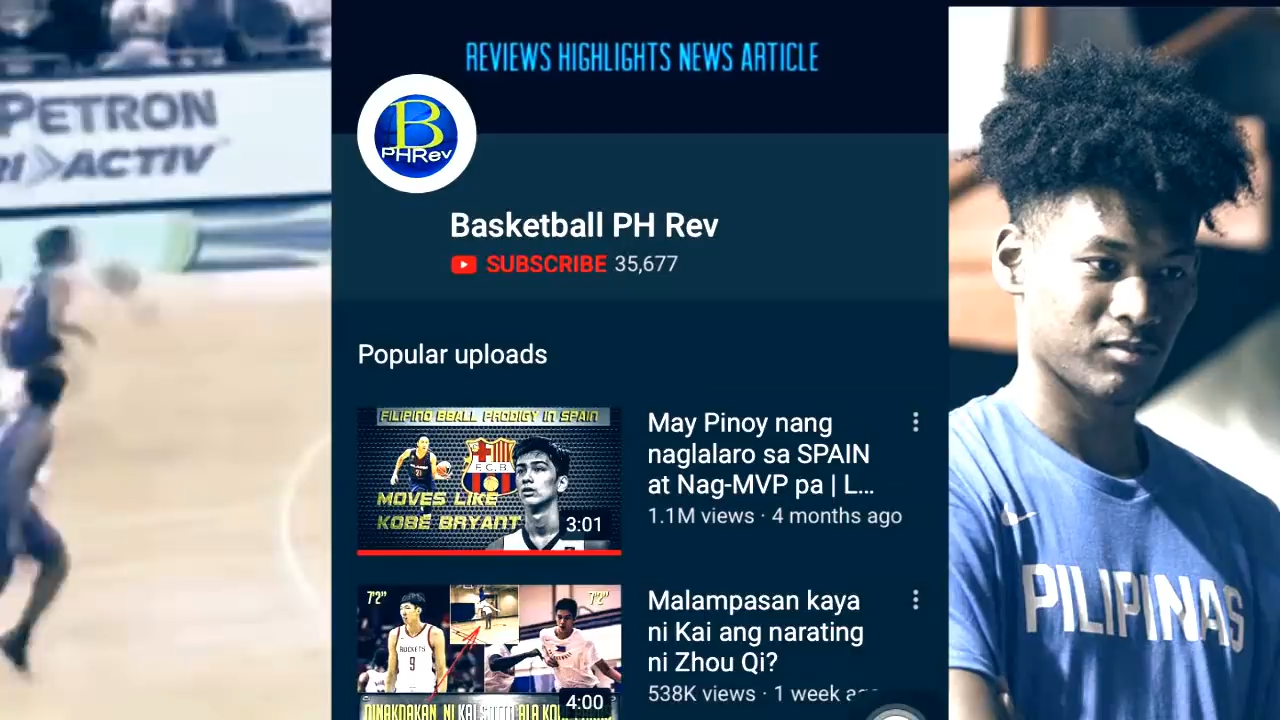 REVIEWS HIGHLIGHTS NEWS ARTICLE
PETRON
ACTIV
B
PHRev
Basketball PH Rev
SUBSCRIBE 35,677
Popular uploads
FILIPINO BBALL PRODIGY IN SPAIN
F C B
MOVES LIKE
KOBE BRYANT
3:01
May Pinoy nang
naglalaro sa SPAIN
at Nag-MVP pa | L...
1.1M views · 4 months ago
7'2"
7'2"
ROCKETS
9
4:00
Malampasan kaya
ni Kai ang narating
ni Zhou Qi?
538K views · 1 week
PILIPINAS